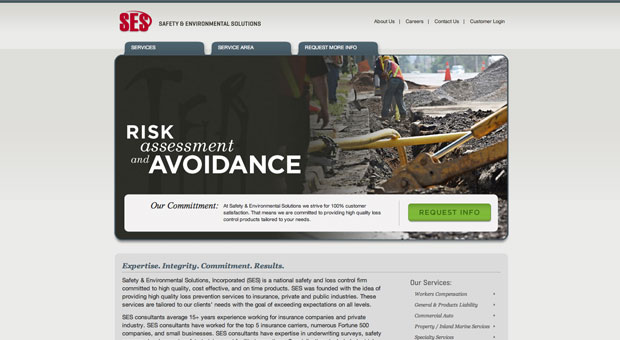 SES
SAFETY & ENVIRONMENTAL SOLUTIONS
About Us | Careers | Contact Us | Customer Login
SERVICES
SERVICE AREA
REQUEST MORE INFO
RISK
assessment
and AVOIDANCE
Our Committment:
At Safety & Environmental Solutions we strive for 100% customer
satisfaction. That means we are committed to providing high quality loss
control products tailored to your needs.
REQUEST INFO
Expertise. Integrity. Commitment. Results.
Safety & Environmental Solutions, Incorporated (SES) is a national safety and loss control firm
committed to high quality, cost effective, and on time products. SES was founded with the idea of
providing high quality loss prevention services to insurance, private and public industries. These
services are tailored to our clients' needs with the goal of exceeding expectations on all levels.
SES consultants average 15+ years experience working for insurance companies and private
industry. SES consultants have worked for the top 5 insurance carriers, numerous Fortune 500
companies, and small businesses. SES consultants have expertise in underwriting surveys, safety
Our Services:
Workers Compensation
General & Products Liability
Commercial Auto
Property / Inland Marine Services
Specialty Services